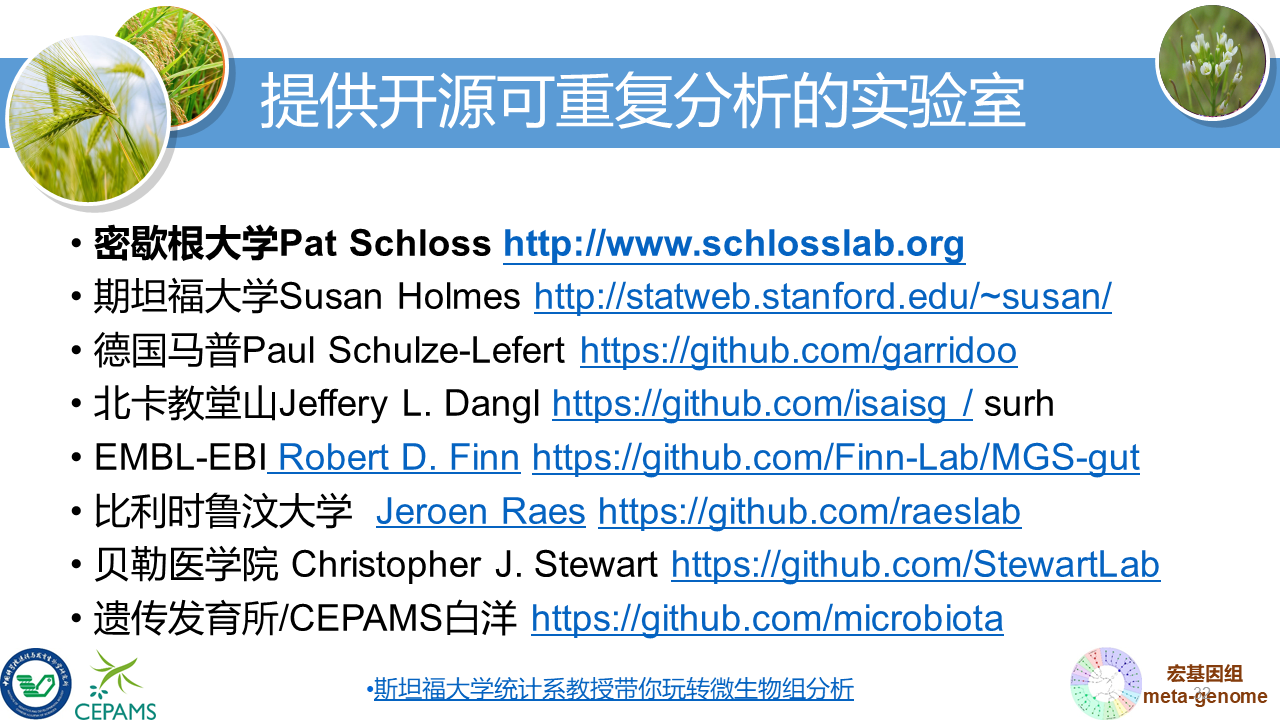 提供开源可重复分析的实验室
• 密歇根大学Pat Schloss http://www.schlosslab.org
• 期坦福大学Susan Holmes http://statweb.stanford.edu/~susan/
• 德国马普Paul Schulze-Lefert https://github.com/garridoo
• 北卡教堂山Jeffery L. Dangl https://github.com/isaisg / surh
• EMBL-EBI Robert D. Finn https://github.com/Finn-Lab/MGS-gut
• 比利时鲁汶大学 Jeroen Raes https://github.com/raeslab
• 贝勒医学院 Christopher J. Stewart https://github.com/StewartLab
• 遗传发育所/CEPAMS白洋 https://github.com/microbiota
CEPAMS
•斯坦福大学统计系教授带你玩转微生物组分析
宏基因组
meta-genome